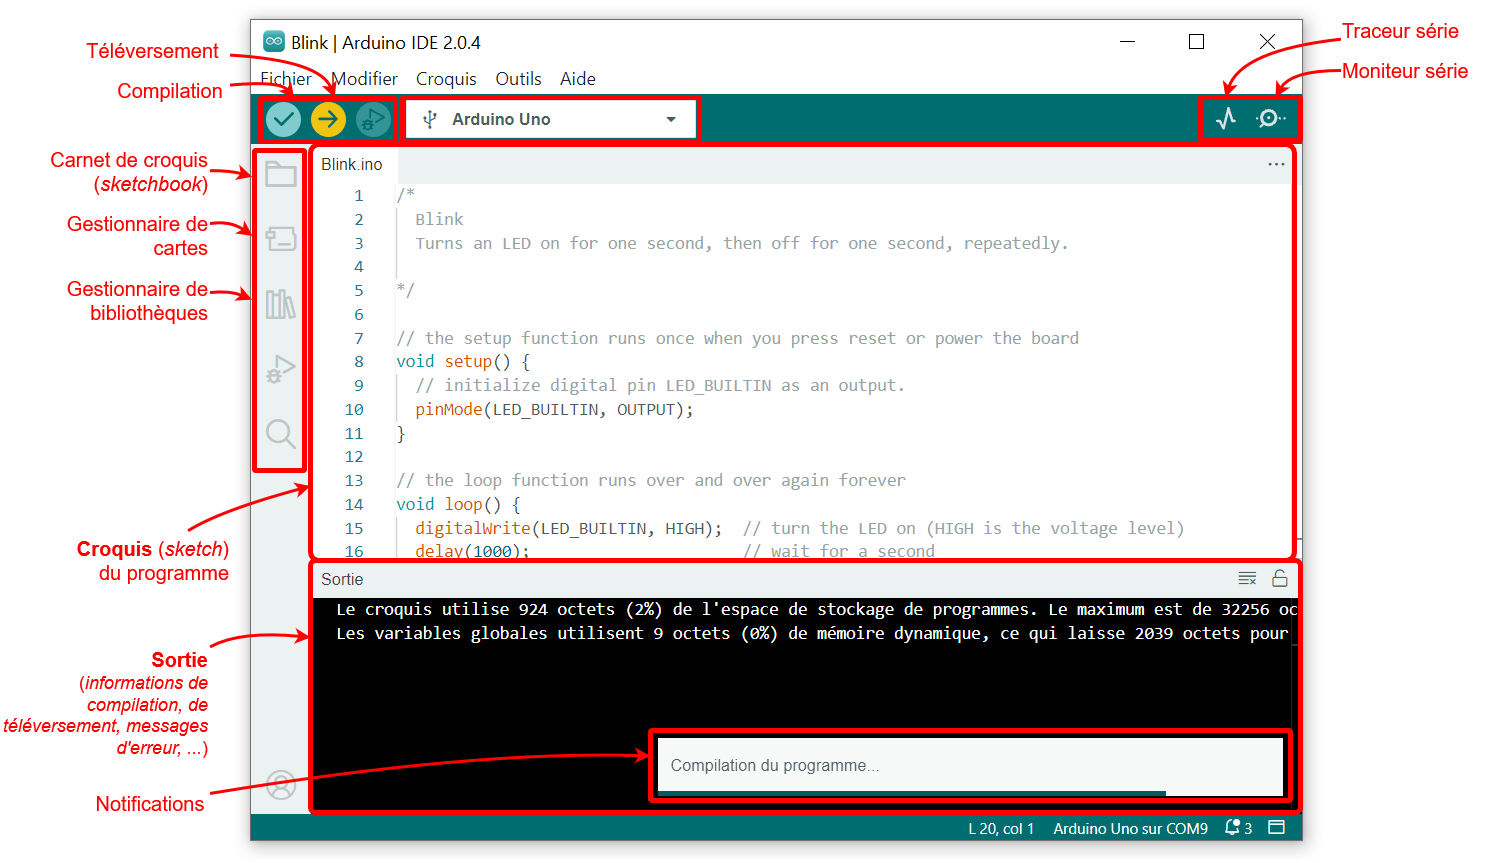 Blink | Arduino IDE 2.0.4
Fichier Modifier Croquis Outils Aide
Téléversement
Compilation
Traceur série
Moniteur série
Arduino Uno
Carnet de croquis
(sketchbook)
Gestionnaire de
cartes
Gestionnaire de
bibliothèques
Croquis (sketch)
du programme
Blink.ino
1 /*
2 Blink
3 Turns an LED on for one second, then off for one second, repeatedly.
4
5 */
6
7 // the setup function runs once when you press reset or power the board
8 void setup() {
9 // initialize digital pin LED_BUILTIN as an output.
10 pinMode(LED_BUILTIN, OUTPUT);
11 }
12
13 // the loop function runs over and over again forever
14 void loop() {
15 digitalWrite(LED_BUILTIN, HIGH); // turn the LED on (HIGH is the voltage level)
16 delay(1000); // wait for a second
Sortie
Le croquis utilise 924 octets (2%) de l'espace de stockage de programmes. Le maximum est de 32256 oc
Les variables globales utilisent 9 octets (0%) de mémoire dynamique, ce qui laisse 2039 octets pour
Sortie
(informations de
compilation, de
téléversement, messages
d'erreur, ...)
Notifications
Compilation du programme...
L 20, col 1 Arduino Uno sur COM9 3